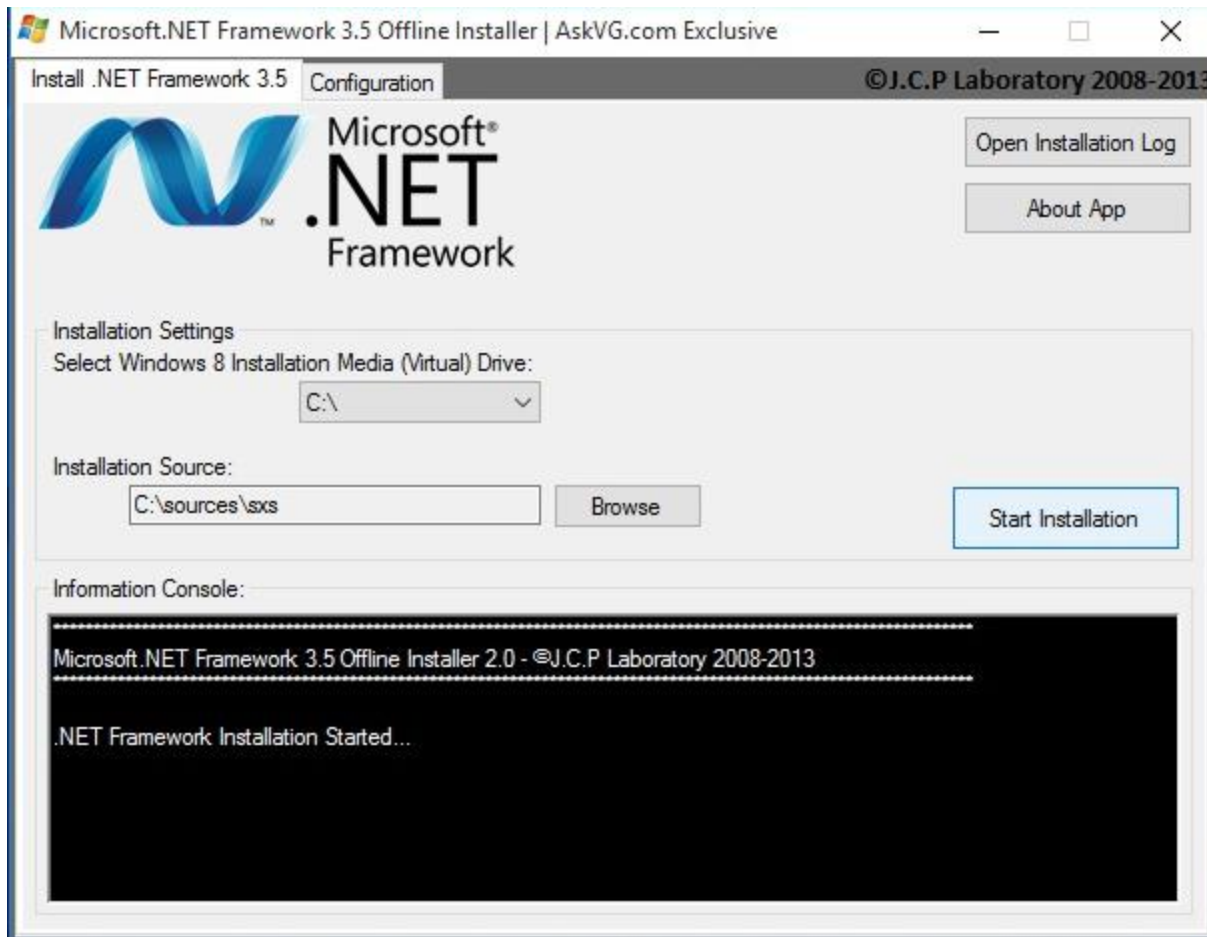 Microsoft.NET Framework 3.5 Offline Installer | AskVG.com Exclusive
Install .NET Framework 3.5
Configuration
©J.C.P Laboratory 2008-2013
Microsoft®
.NET
Framework
TM
Open Installation Log
About App
Installation Settings
Select Windows 8 Installation Media (Virtual) Drive:
C:\
Installation Source:
C:\sources\sxs
Browse
Start Installation
Information Console:
Microsoft.NET Framework 3.5 Offline Installer 2.0 - ©J.C.P Laboratory 2008-2013
.NET Framework Installation Started...